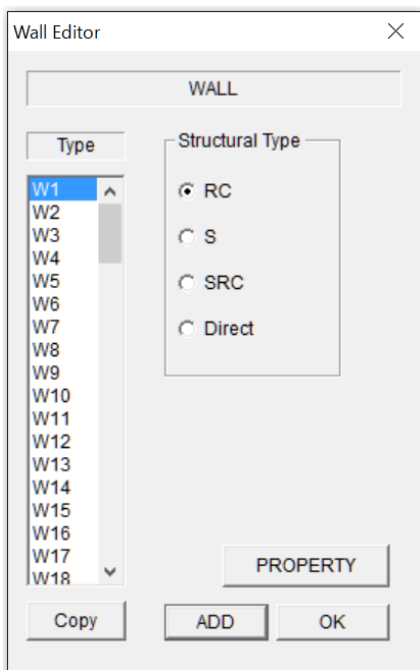 Wall Editor
WALL
Type
Structural Type
W1
W2
W3
W4
W5
W6
W7
W8
W9
W10
W11
W12
W13
W14
W15
W16
W17
W18
RC
S
SRC
Direct
PROPERTY
Copy
ADD
OK